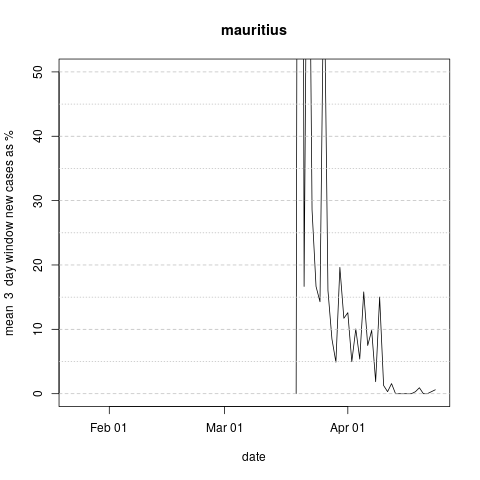 mauritius
mean  3  day window new cases as %
50
40
30
20
10
0
Feb 01
Mar 01
Apr 01
date